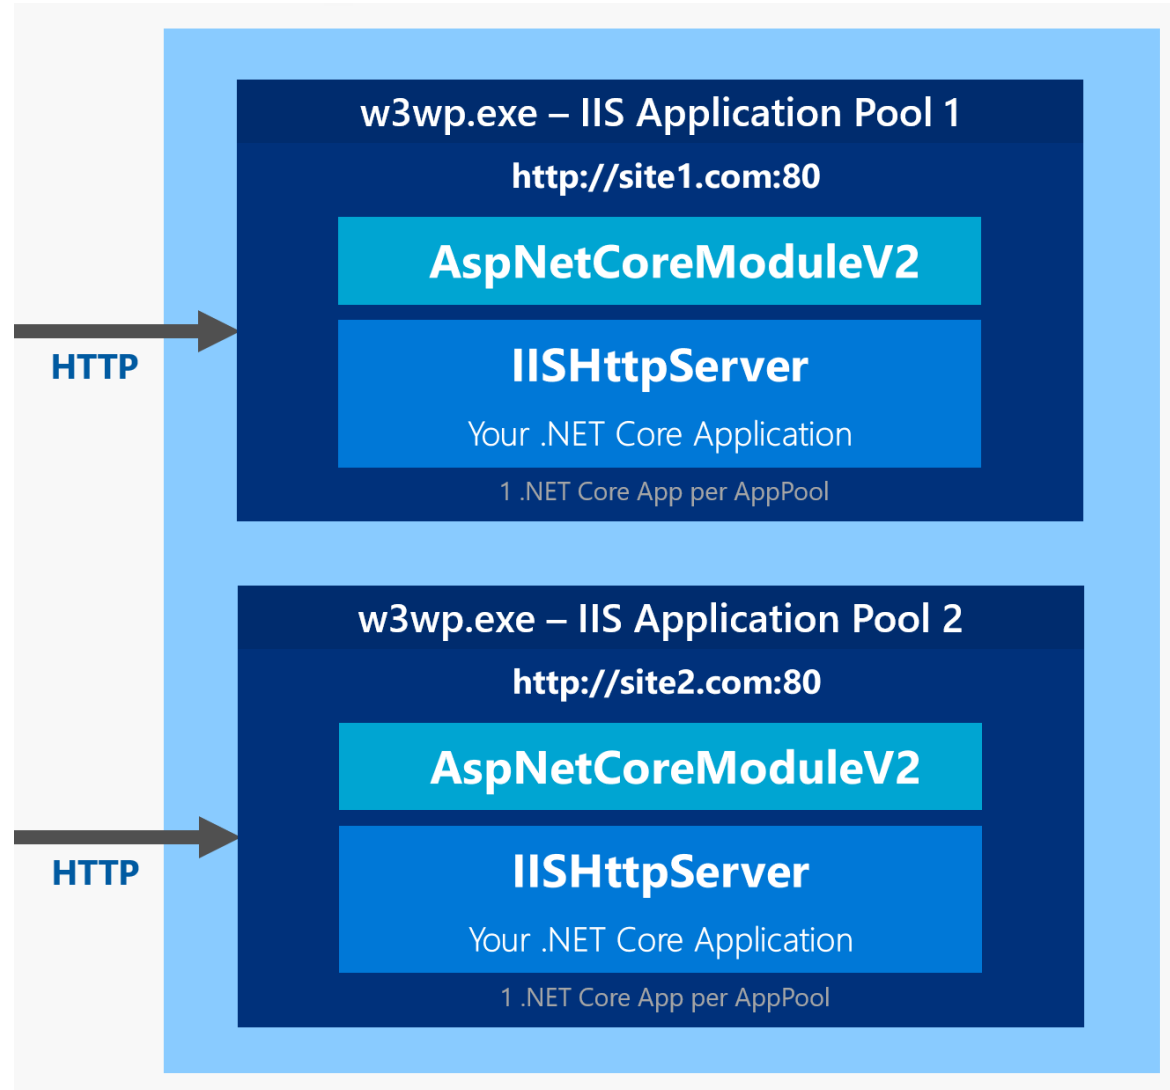 w3wp.exe – IIS Application Pool 1
http://site1.com:80
AspNetCoreModuleV2
HTTP
IISHttpServer
Your .NET Core Application
1 .NET Core App per AppPool
w3wp.exe – IIS Application Pool 2
http://site2.com:80
AspNetCoreModuleV2
HTTP
IISHttpServer
Your .NET Core Application
1 .NET Core App per AppPool